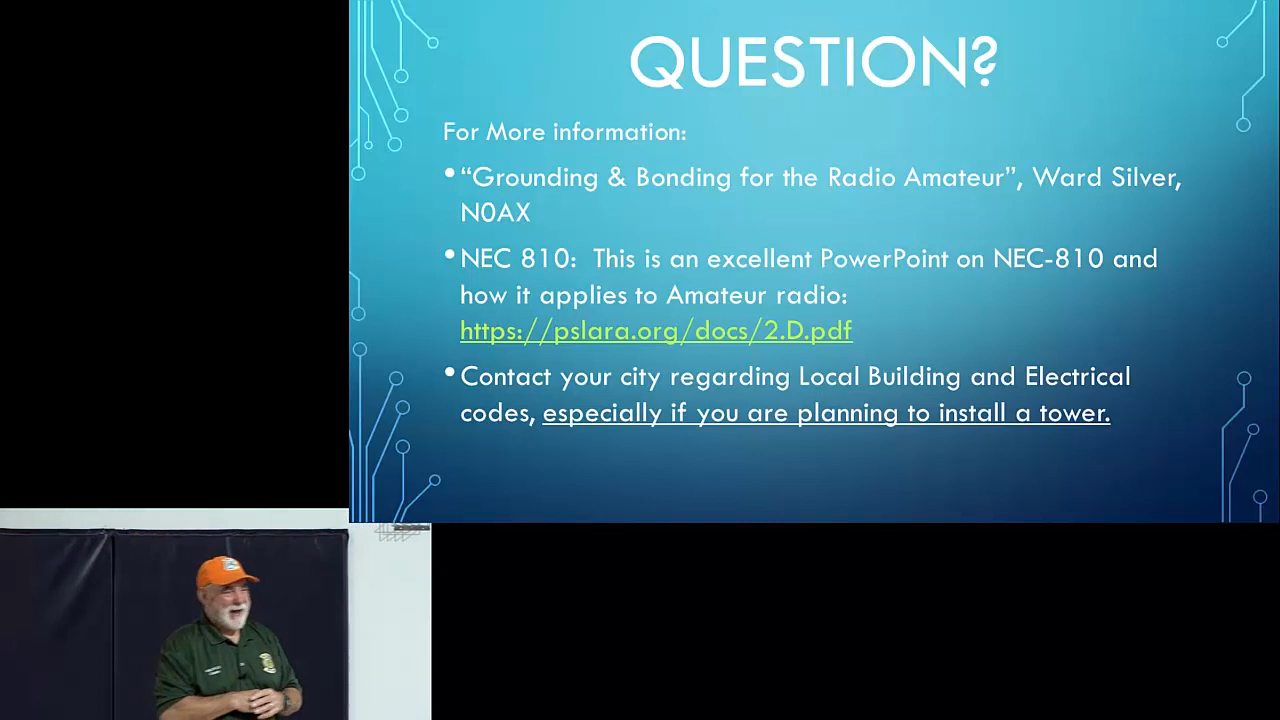 QUESTION?
For More information:
•“Grounding & Bonding for the Radio Amateur”, Ward Silver,
N0AX
•NEC 810:  This is an excellent PowerPoint on NEC-810 and
how it applies to Amateur radio:
https://pslara.org/docs/2.D.pdf
•Contact your city regarding Local Building and Electrical
codes, especially if you are planning to install a tower.